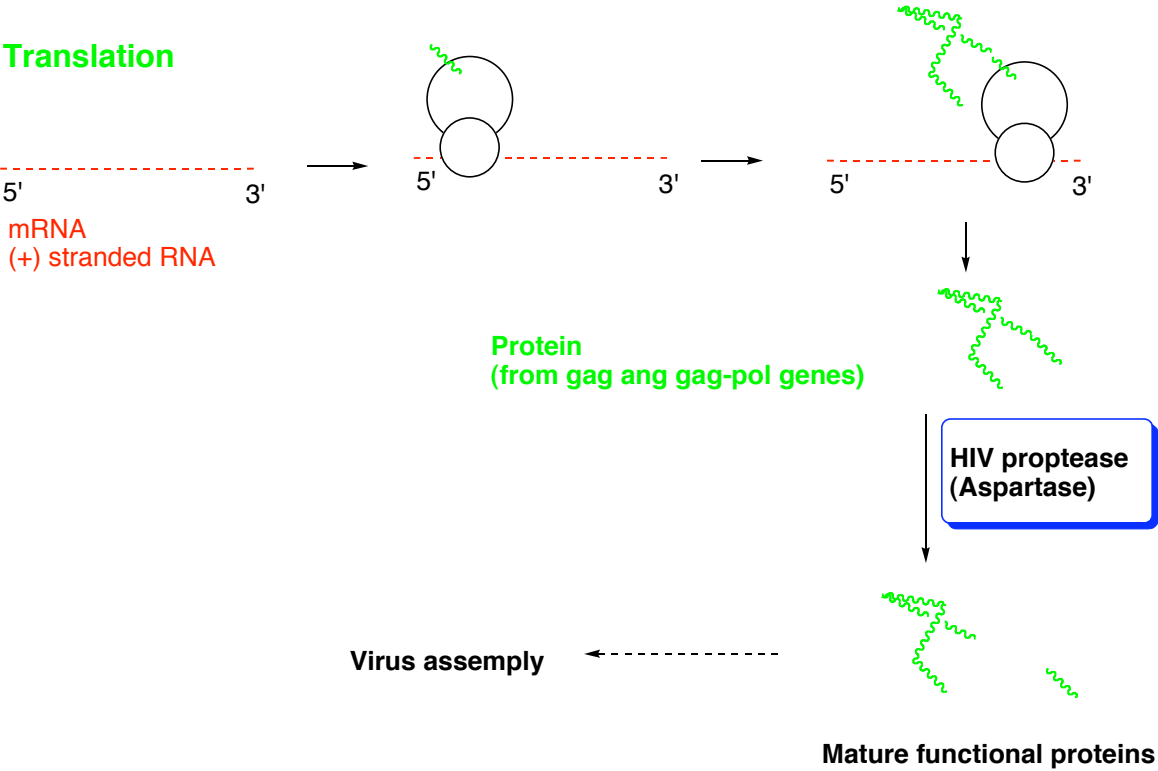 Translation
5'
3'
mRNA
(+) stranded RNA
5'
3'
5'
3'
Protein
(from gag ang gag-pol genes)
HIV proptease
(Aspartase)
Virus assemply
Mature functional proteins